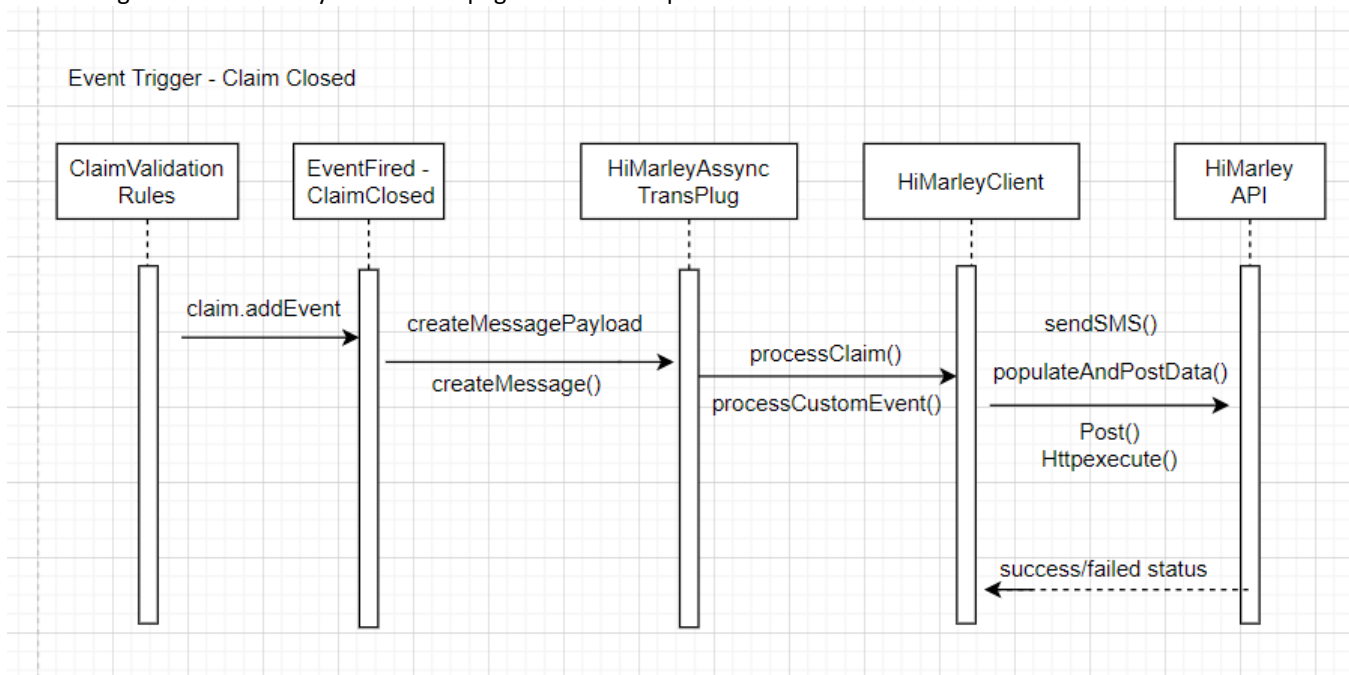 Event Trigger - Claim Closed
ClaimValidation
Rules
EventFired -
ClaimClosed
HiMarleyAssync
TransPlug
HiMarleyClient
HiMarley
API
claim.addEvent
createMessagePayload
createMessage()
processClaim()
processCustomEvent()
sendSMS()
populateAndPostData()
Post()
Httpexecute()
success/failed status